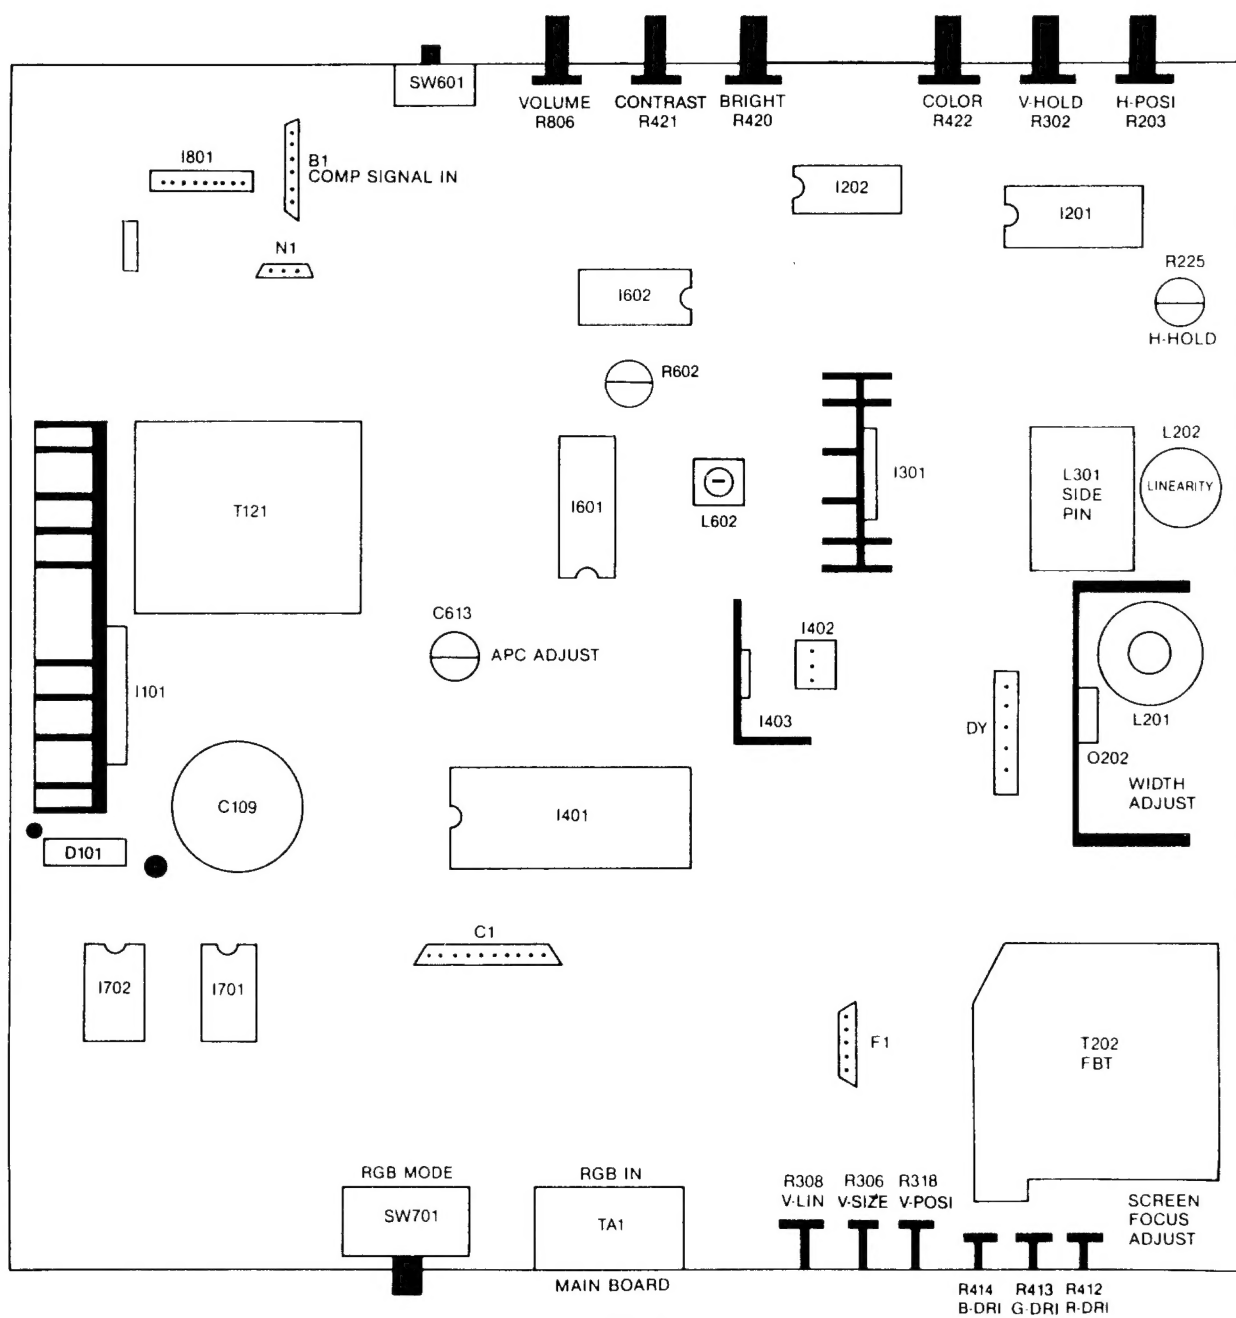 SW601
VOLUME
R806
CONTRAST
R421
BRIGHT
R420
COLOR
R422
V-HOLD
R302
H-POSI
R203
I801
B1
COMP SIGNAL IN
N1
I202
I201
R225
H-HOLD
I602
R602
T121
I601
L602
I301
L301
SIDE
PIN
L202
LINEARITY
C613
APC ADJUST
I402
I403
I101
DY
L201
O202
WIDTH
ADJUST
C109
I401
D101
C1
I702
I701
F1
T202
FBT
RGB MODE
SW701
RGB IN
TA1
MAIN BOARD
R308
V-LIN
R306
V-SIZE
R318
V-POSI
SCREEN
FOCUS
ADJUST
R414
B-DRI
R413
G-DRI
R412
R-DRI